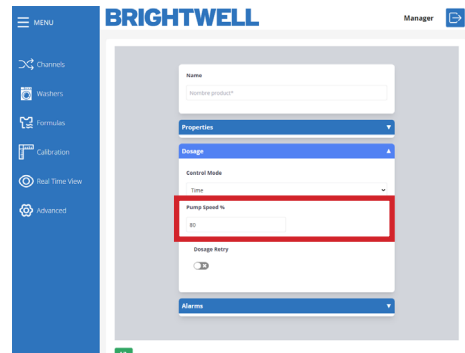 MENU
BRIGHTWELL
Manager
Channels
Washers
Formulas
Calibration
Real Time View
Advanced
Name
Nombre product*
Properties
Dosage
Control Mode
Time
Pump Speed %
80
Dosage Retry
Alarms